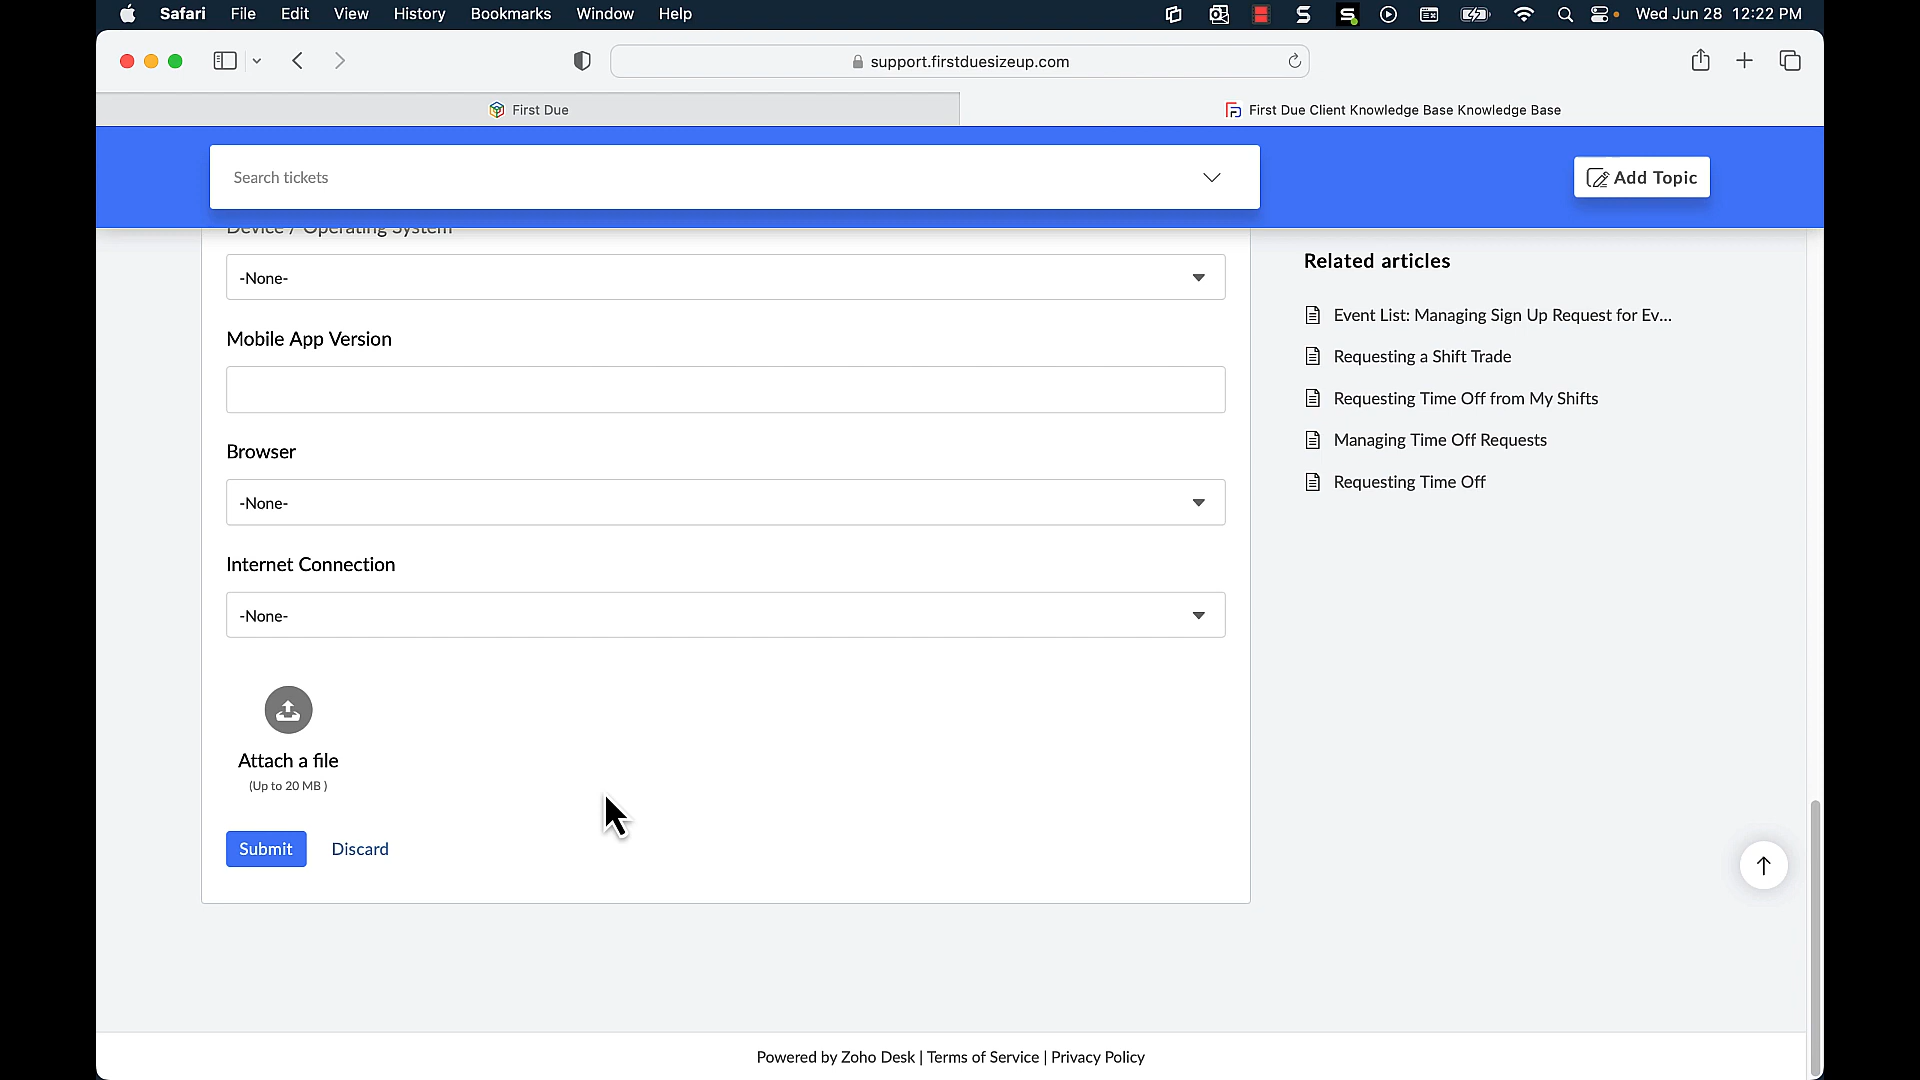 Safari File Edit View History Bookmarks Window Help Wed Jun 28 12:22 PM
support.firstduesizeup.com
First Due
First Due Client Knowledge Base Knowledge Base
Search tickets
Add Topic
Device / Operating System
-None-
Mobile App Version
Browser
-None-
Internet Connection
-None-
Attach a file
(Up to 20 MB )
Submit Discard
Related articles
Event List: Managing Sign Up Request for Ev...
Requesting a Shift Trade
Requesting Time Off from My Shifts
Managing Time Off Requests
Requesting Time Off
Powered by Zoho Desk | Terms of Service | Privacy Policy